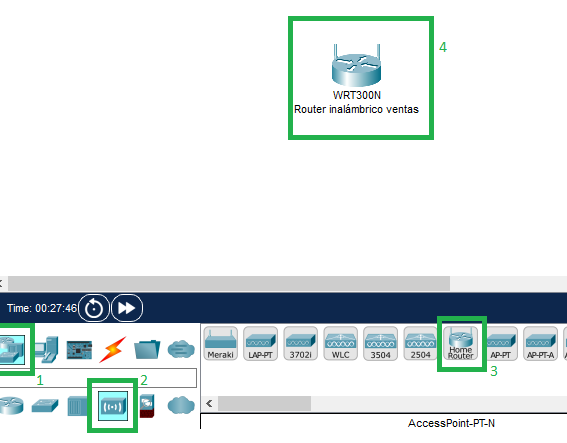 4
WRT300N
Router inalámbrico ventas
Time: 00:27:46
Meraki
LAP-PT
3702i
WLC
3504
2504
Home
Router
AP-PT
AP-PT-A
1
2
3
AccessPoint-PT-N